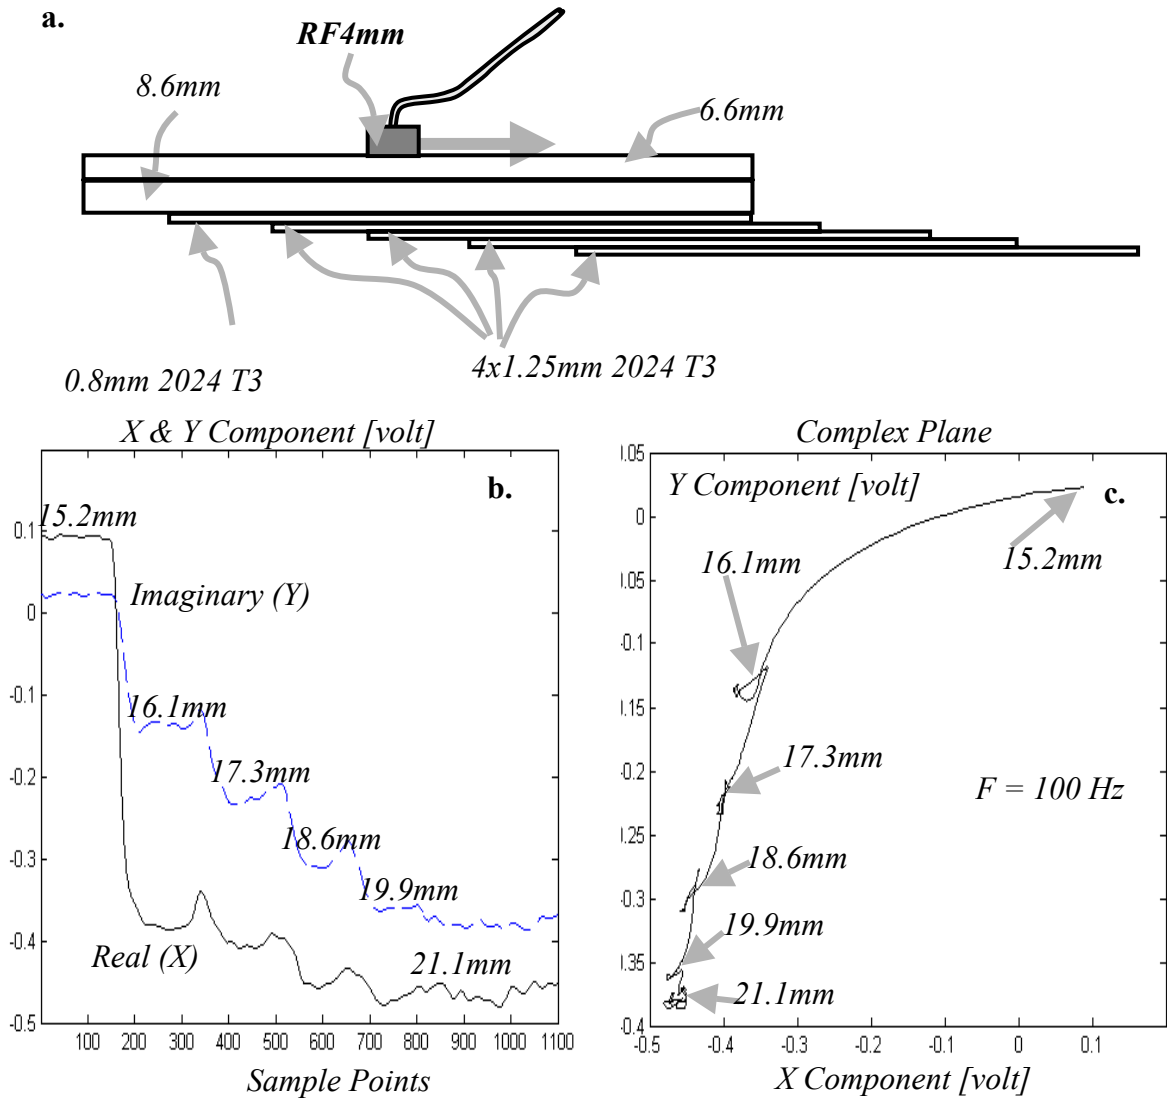 a.
RF4mm
8.6mm
6.6mm
0.8mm 2024 T3
4x1.25mm 2024 T3
X & Y Component [volt]
b.
15.2mm
Imaginary (Y)
16.1mm
17.3mm
18.6mm
19.9mm
Real (X)
21.1mm
0.1
0
-0.1
-0.2
-0.3
-0.4
-0.5
100 200 300 400 500 600 700 800 900 1000 1100
Sample Points
Complex Plane
Y Component [volt]
c.
16.1mm
15.2mm
17.3mm
F = 100 Hz
18.6mm
19.9mm
21.1mm
0
-0.5 -0.4 -0.3 -0.2 -0.1 0 0.1
X Component [volt]